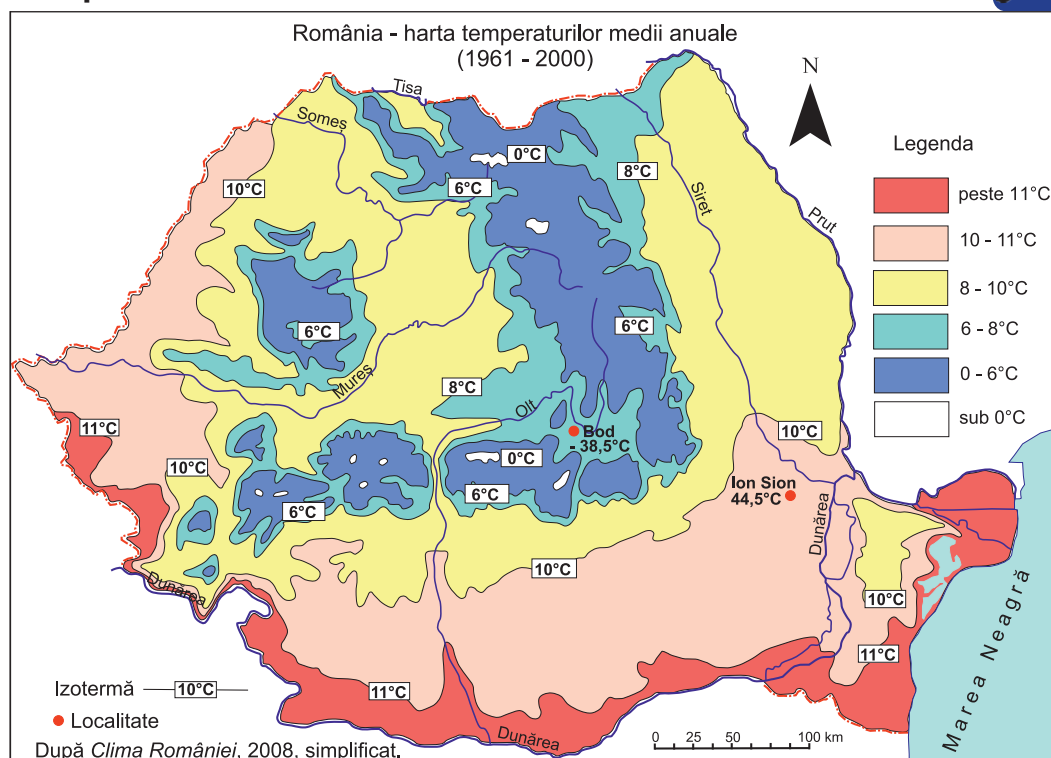 România - harta temperaturilor medii anuale
(1961 - 2000)
N
Legenda
peste 11°C
10 - 11°C
8 - 10°C
6 - 8°C
0 - 6°C
sub 0°C
Tisa
Someș
0°C
8°C
10°C
6°C
Siret
Prut
6°C
6°C
Mureș
8°C
Olt
11°C
Bod
- 38,5°C
10°C
10°C
0°C
Ion Sion
44,5°C
6°C
6°C
Dunărea
10°C
Dunărea
10°C
11°C
11°C
Dunărea
Marea Neagră
Izotermă 10°C
Localitate
0 25 50 100 km
După Clima României, 2008, simplificat.